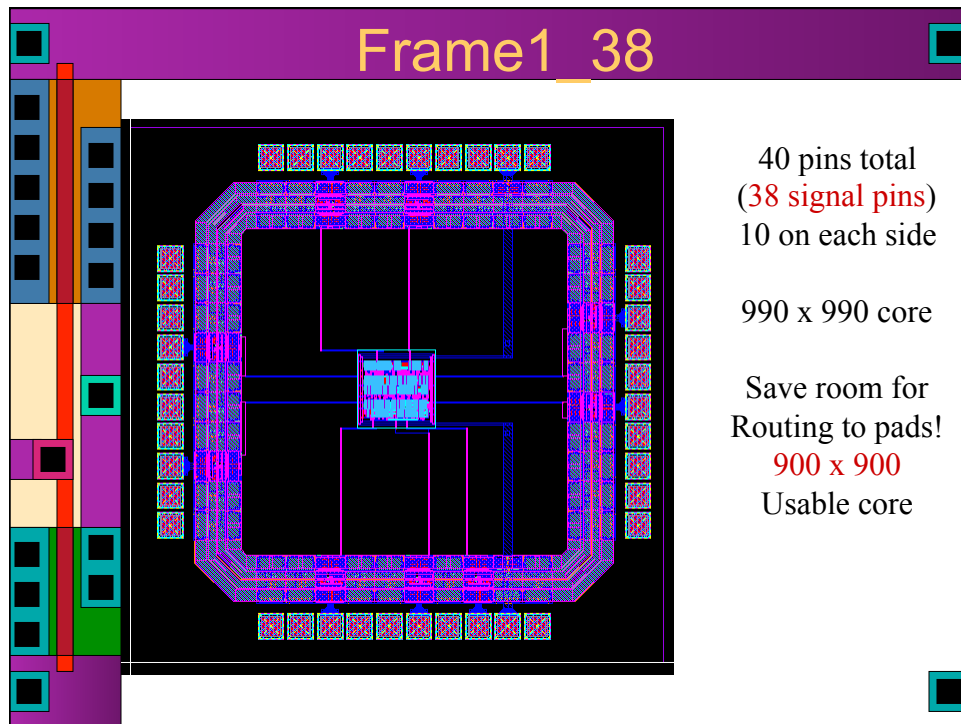 Frame1_38
40 pins total
(38 signal pins)
10 on each side
990 x 990 core
Save room for
Routing to pads!
900 x 900
Usable core